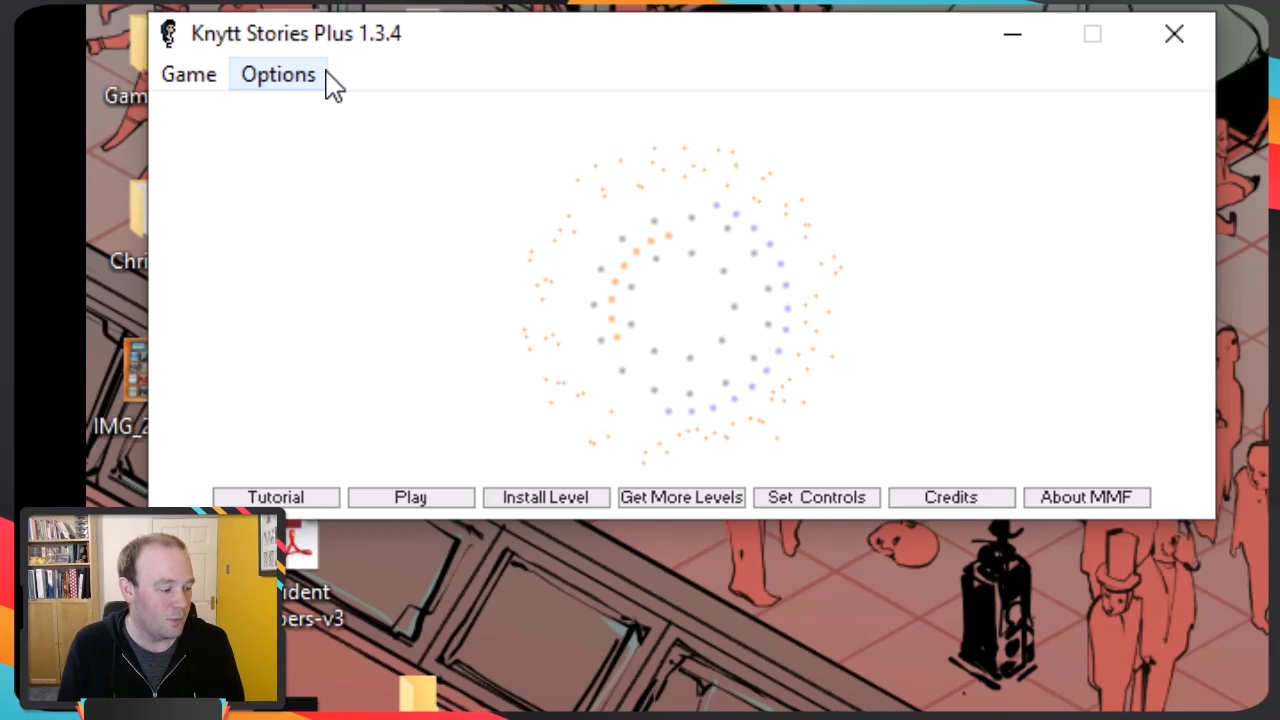 Knytt Stories Plus 1.3.4
Game Options
Gam
Chri
IMG_2
Tutorial Play Install Level Get More Levels Set Controls Credits About MMF
ident
pers-v3